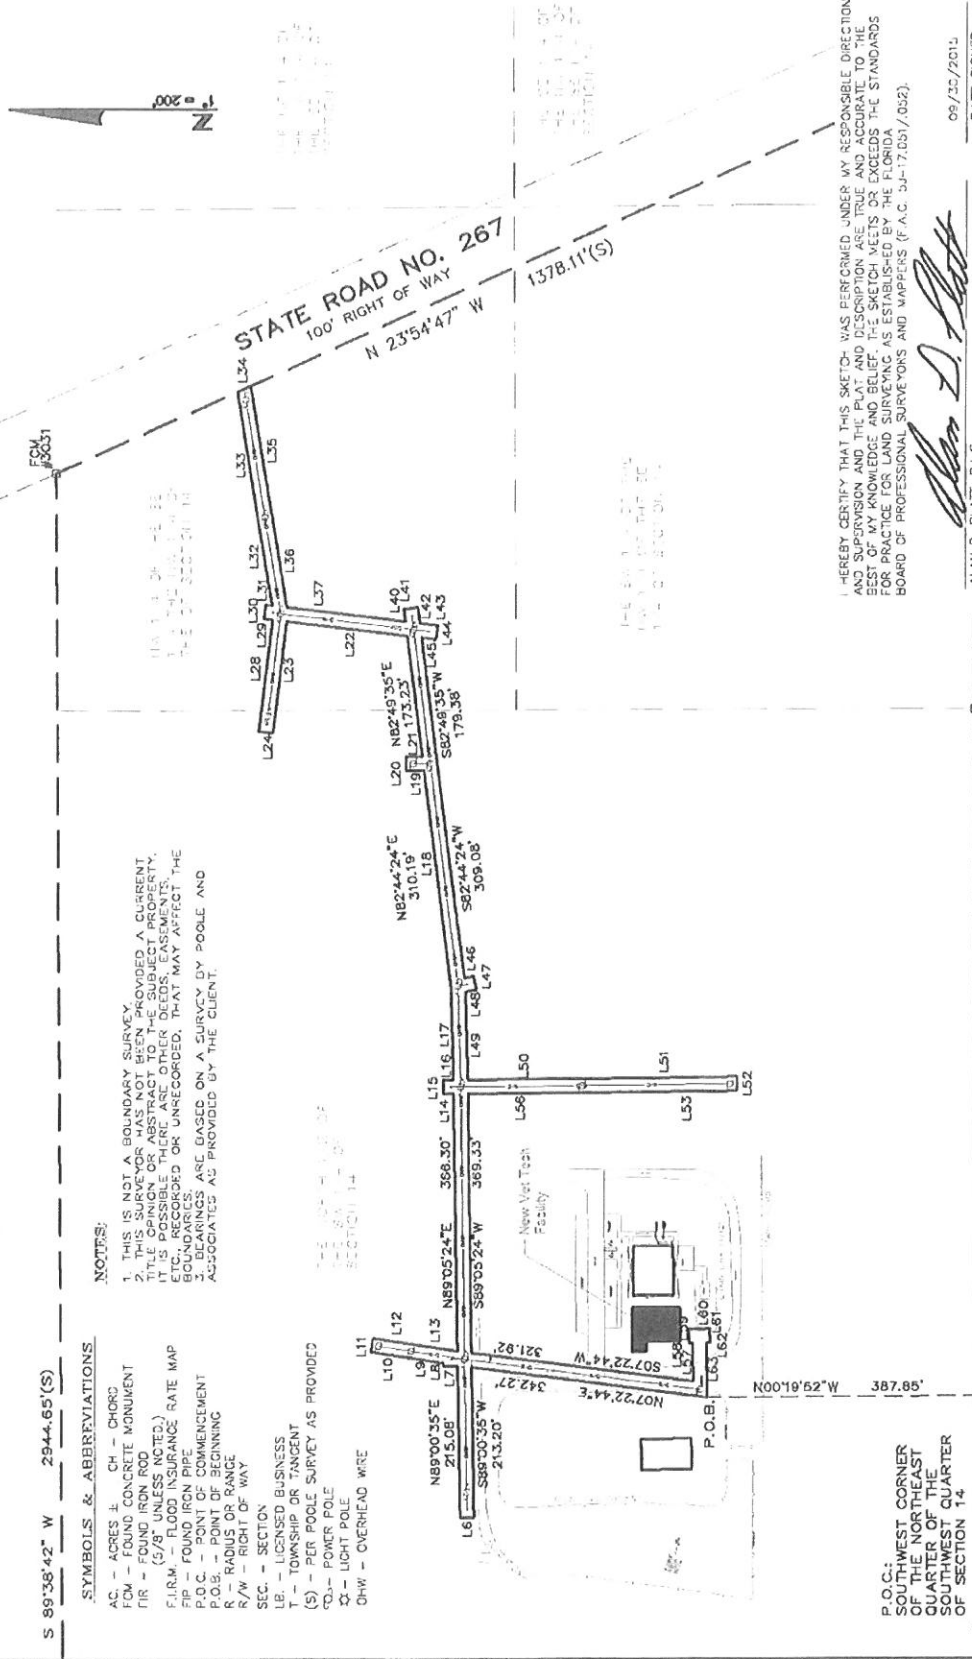 S 89°38'42" W 2944.65'(S)
FCM
#3031
1" = 200'
N
SYMBOLS & ABBREVIATIONS
AC. - ACRES ± CH - CHORD
FCM - FOUND CONCRETE MONUMENT
FIR - FOUND IRON ROD
(5/8" UNLESS NOTED.)
F.I.R.M. - FLOOD INSURANCE RATE MAP
FIP - FOUND IRON PIPE
P.O.C. - POINT OF COMMENCEMENT
P.O.B. - POINT OF BEGINNING
R - RADIUS OR RANGE
R/W - RIGHT OF WAY
SEC. - SECTION
LB. - LICENSED BUSINESS
T - TOWNSHIP OR TANGENT
(S) - PER POOLE SURVEY AS PROVIDED
- POWER POLE
- LIGHT POLE
OHW - OVERHEAD WIRE
NOTES:
1. THIS IS NOT A BOUNDARY SURVEY.
2. THIS SURVEYOR HAS NOT BEEN PROVIDED A CURRENT
TITLE OPINION OR ABSTRACT TO THE SUBJECT PROPERTY.
IT IS POSSIBLE THERE ARE OTHER DEEDS, EASEMENTS,
ETC., RECORDED OR UNRECORDED, THAT MAY AFFECT THE
BOUNDARIES.
3. BEARINGS ARE BASED ON A SURVEY BY POOLE AND
ASSOCIATES AS PROVIDED BY THE CLIENT.
STATE ROAD NO. 267
100' RIGHT OF WAY
N 23°54'47" W
1378.11'(S)
L34
L33
L35
L32
L36
L31
L30
L29
L28
L23
L24
L37
L22
L40
L41
L42
L43
L44
L45
N82°49'35"E
173.23'
S82°49'35"W
179.38'
L21
L20
L19
L18
N82°44'24"E
310.19'
S82°44'24"W
309.08'
L46
L47
L48
L49
L17
L16
L15
L14
L50
L56
L51
L53
L52
N89°05'24"E 366.30'
S89°05'24"W 369.33'
L11
L12
L10
L9
L13
L8
L7
N89°00'35"E
215.08'
S89°00'35"W
213.20'
L6
S07°22'44"W 321.92'
N07°22'44"E 342.27'
New Vet Tech
Facility
L59
L58
L57
L60
L61
L62
L63
P.O.B.
N00°19'52"W 387.85'
P.O.C.:
SOUTHWEST CORNER
OF THE NORTHEAST
QUARTER OF THE
SOUTHWEST QUARTER
OF SECTION 14
I HEREBY CERTIFY THAT THIS SKETCH WAS PERFORMED UNDER MY RESPONSIBLE DIRECTION
AND SUPERVISION AND THE PLAT AND DESCRIPTION ARE TRUE AND ACCURATE TO THE
BEST OF MY KNOWLEDGE AND BELIEF. THE SKETCH MEETS OR EXCEEDS THE STANDARDS
FOR PRACTICE FOR LAND SURVEYING AS ESTABLISHED BY THE FLORIDA
BOARD OF PROFESSIONAL SURVEYORS AND MAPPERS (F.A.C. 5J-17.051/.052).
09/30/2015